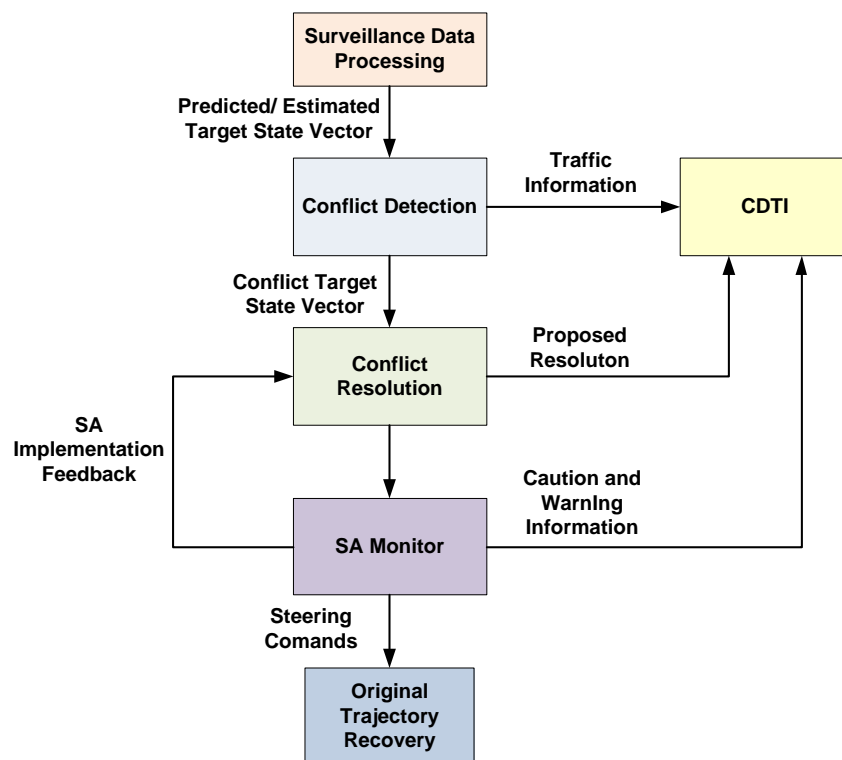 Surveillance Data
Processing
Predicted/ Estimated
Target State Vector
Traffic
Information
Conflict Detection
CDTI
Conflict Target
State Vector
Proposed
Resoluton
Conflict
Resolution
SA
Implementation
Feedback
Caution and
WarnIng
Information
SA Monitor
Steering
Comands
Original
Trajectory
Recovery